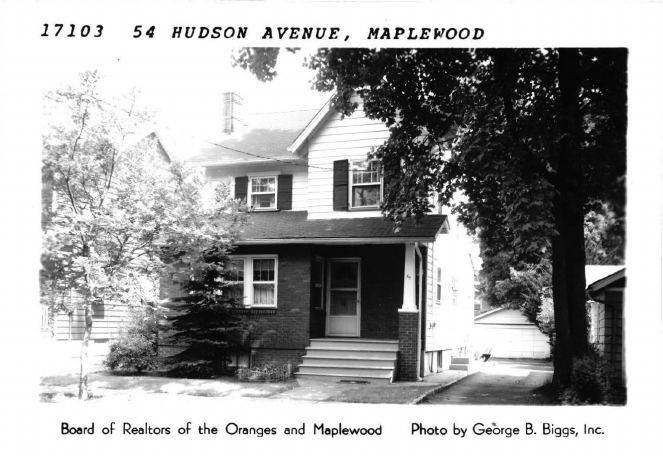 17103 54 HUDSON AVENUE, MAPLEWOOD
Board of Realtors of the Oranges and Maplewood Photo by George B. Biggs, Inc.